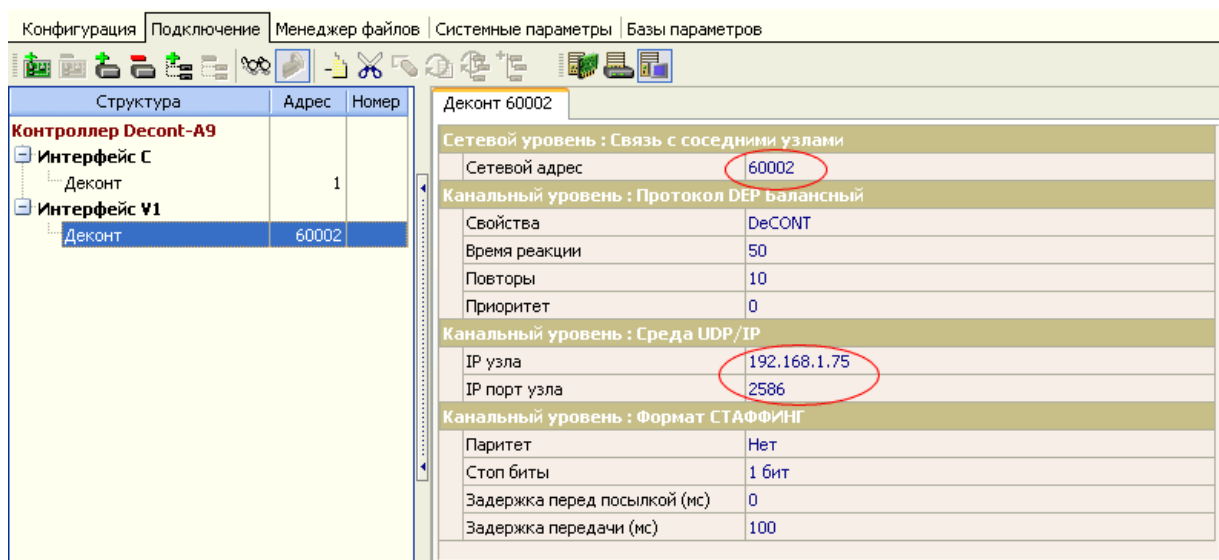 Конфигурация Подключение Менеджер файлов Системные параметры Базы параметров
Структура Адрес Номер
Контроллер Decont-A9
Интерфейс C
Деконт 1
Интерфейс V1
Деконт 60002
Деконт 60002
Сетевой уровень : Связь с соседними узлами
Сетевой адрес 60002
Канальный уровень : Протокол DEP Балансный
Свойства DeCONT
Время реакции 50
Повторы 10
Приоритет 0
Канальный уровень : Среда UDP/IP
IP узла 192.168.1.75
IP порт узла 2586
Канальный уровень : Формат СТАФФИНГ
Паритет Нет
Стоп биты 1 бит
Задержка перед посылкой (мс) 0
Задержка передачи (мс) 100